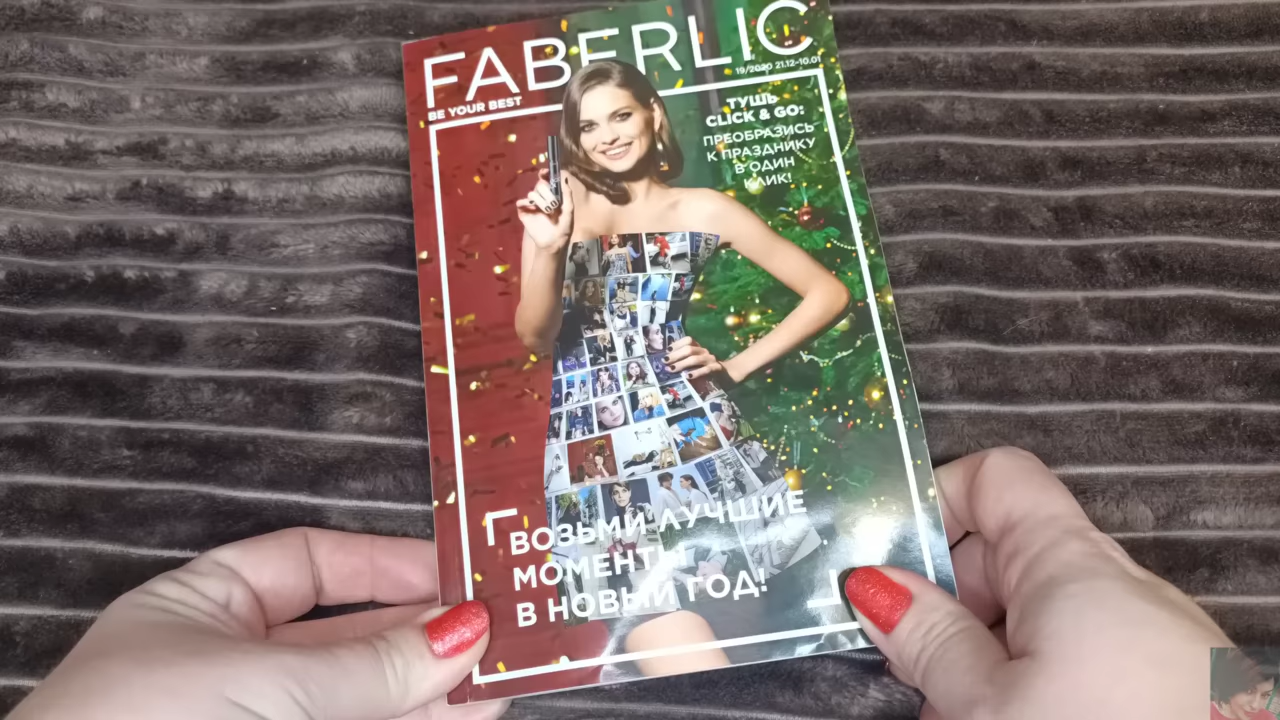 FABERLIC
19/2020 21.12-10.01
BE YOUR BEST
ТУШЬ
CLICK & GO:
ПРЕОБРАЗИСЬ
К ПРАЗДНИКУ
В ОДИН
КЛИК!
ВОЗЬМИ ЛУЧШИЕ
МОМЕНТЫ
В НОВЫЙ ГОД!